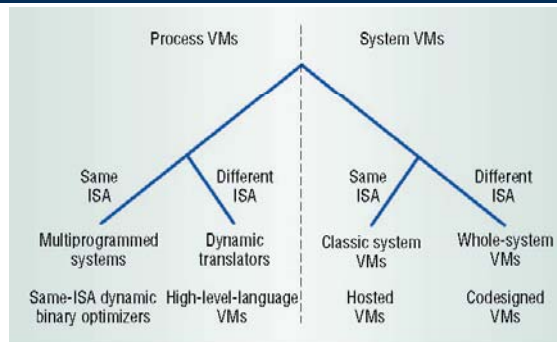 Process VMs
System VMs
Same
ISA
Different
ISA
Same
ISA
Different
ISA
Multiprogrammed
systems
Dynamic
translators
Classic system
VMs
Whole-system
VMs
Same-ISA dynamic
binary optimizers
High-level-language
VMs
Hosted
VMs
Codesigned
VMs